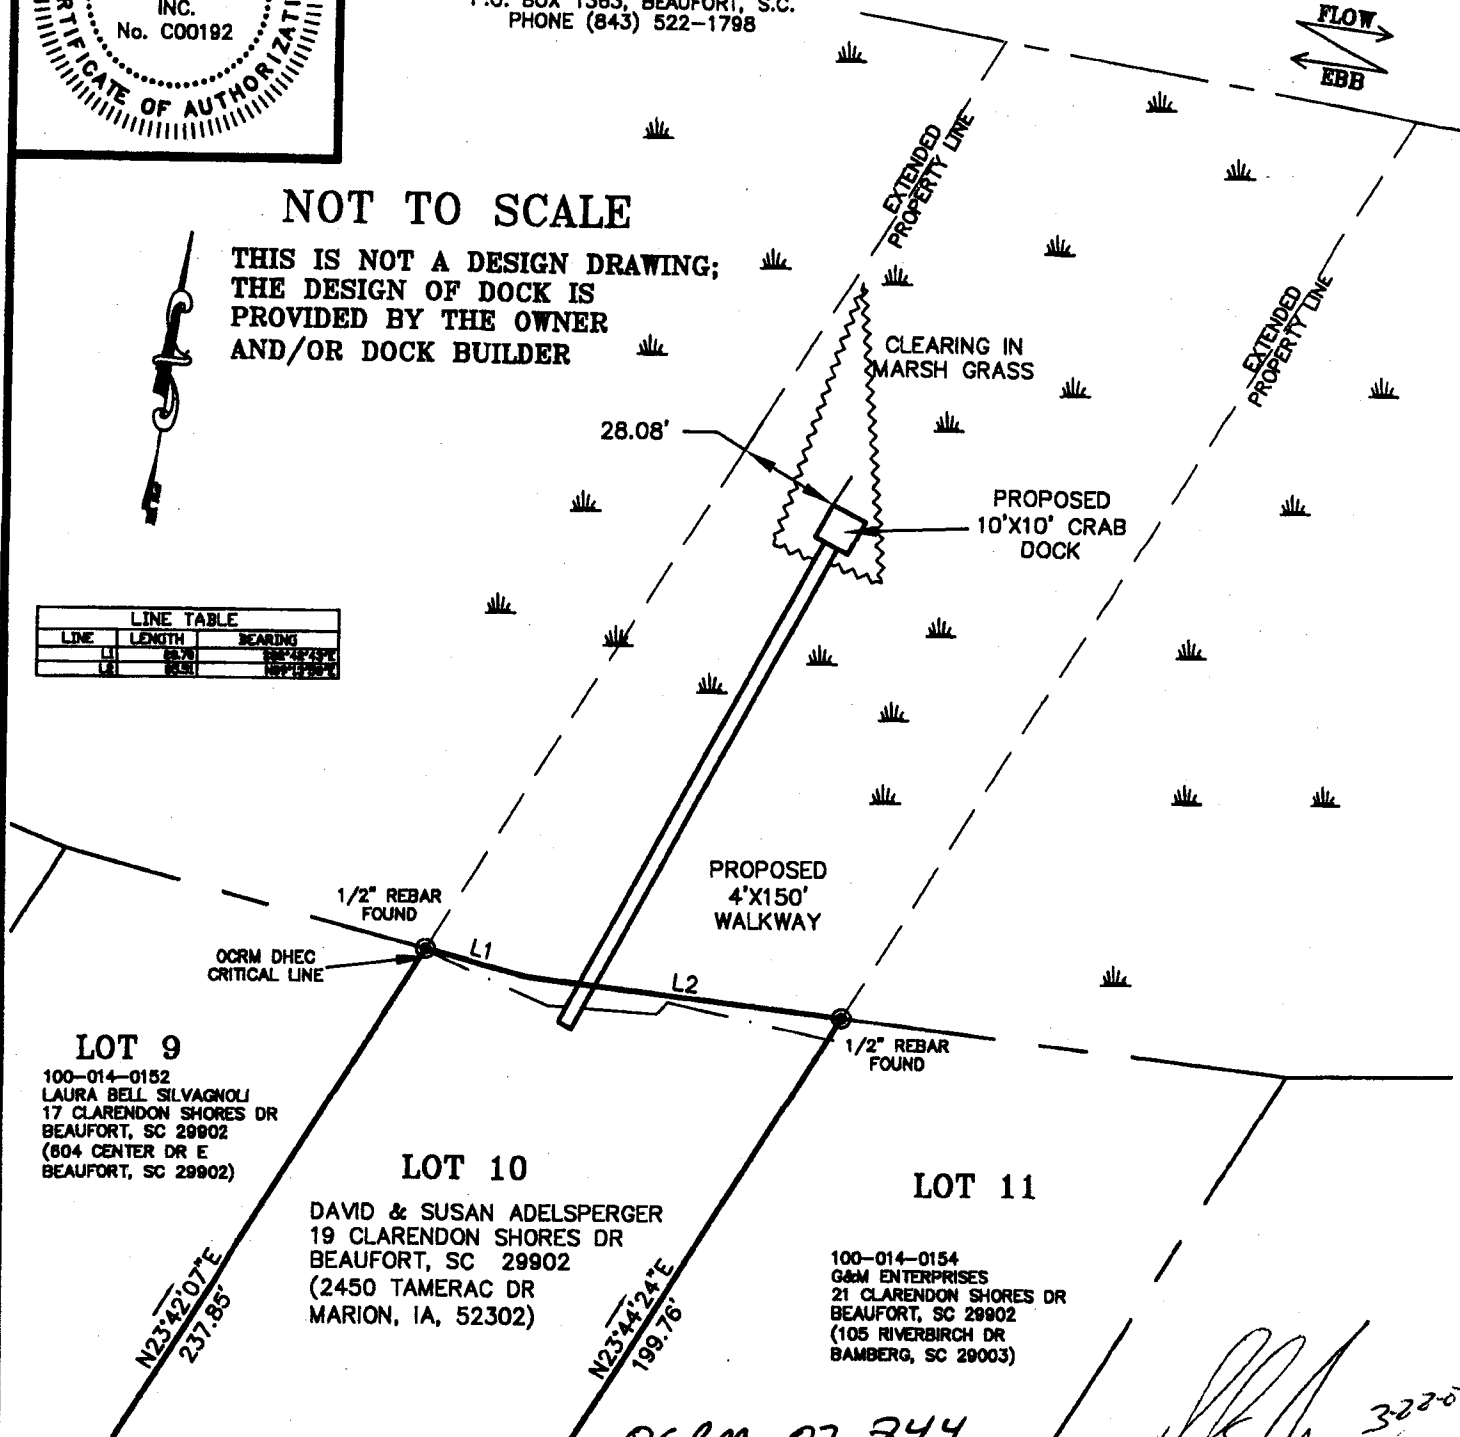 INC.
No. C00192
CERTIFICATE OF AUTHORIZATI
P.O. BOX 1363, BEAUFORT, S.C.
PHONE (843) 522-1798
FLOW
EBB
EXTENDED
PROPERTY LINE
NOT TO SCALE
THIS IS NOT A DESIGN DRAWING;
THE DESIGN OF DOCK IS
PROVIDED BY THE OWNER
AND/OR DOCK BUILDER
EXTENDED
PROPERTY LINE
CLEARING IN
MARSH GRASS
28.08'
PROPOSED
10'X10' CRAB
DOCK
LINE TABLE
LINE LENGTH BEARING
L1
L2
PROPOSED
4'X150'
WALKWAY
1/2" REBAR
FOUND
OCRM DHEC
CRITICAL LINE
L1
L2
1/2" REBAR
FOUND
LOT 9
100-014-0152
LAURA BELL SILVAGNOLI
17 CLARENDON SHORES DR
BEAUFORT, SC 29902
(604 CENTER DR E
BEAUFORT, SC 29902)
LOT 10
DAVID & SUSAN ADELSPERGER
19 CLARENDON SHORES DR
BEAUFORT, SC 29902
(2450 TAMERAC DR
MARION, IA, 52302)
LOT 11
100-014-0154
G&M ENTERPRISES
21 CLARENDON SHORES DR
BEAUFORT, SC 29902
(105 RIVERBIRCH DR
BAMBERG, SC 29003)
N23°42'07"E
237.85'
N23°44'24"E
199.76'
3-22-0